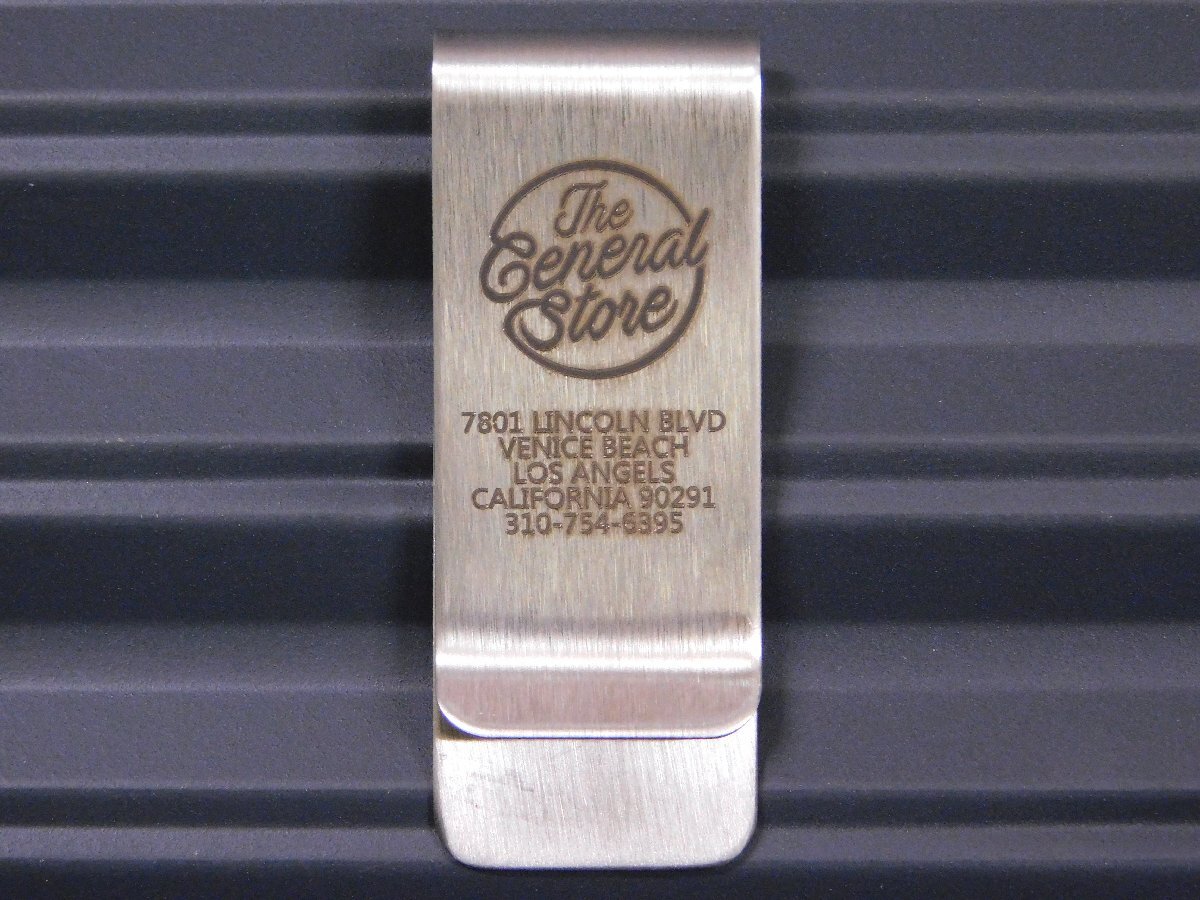 The
General
Store
7801 LINCOLN BLVD
VENICE BEACH
LOS ANGELS
CALIFORNIA 90291
310-754-6395